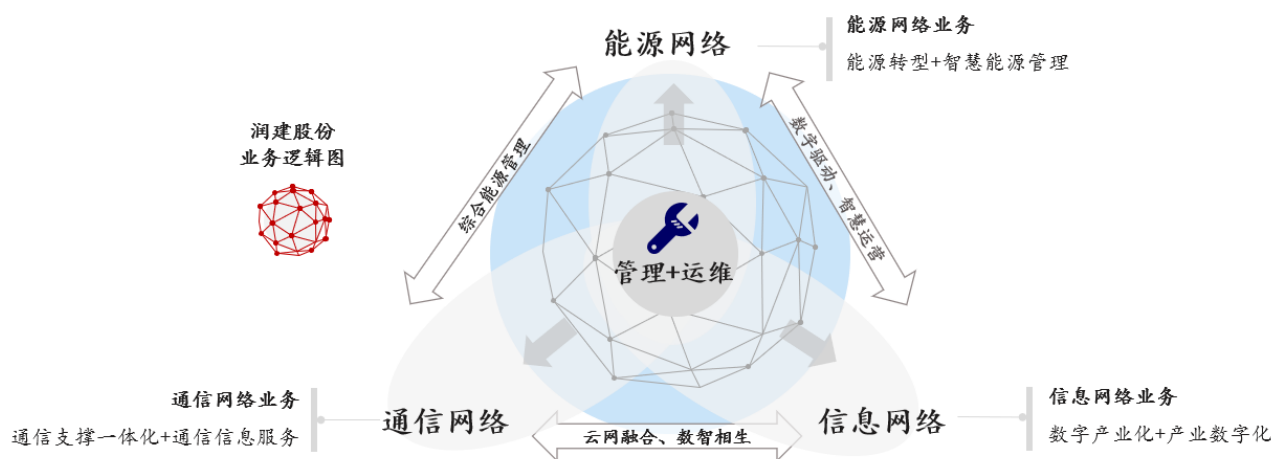 能源网络
能源网络业务
能源转型+智慧能源管理
润建股份
业务逻辑图
综合能源管理
数字驱动、智慧运营
管理+运维
通信网络业务
通信支撑一体化+通信信息服务
通信网络
云网融合、数智相生
信息网络
信息网络业务
数字产业化+产业数字化